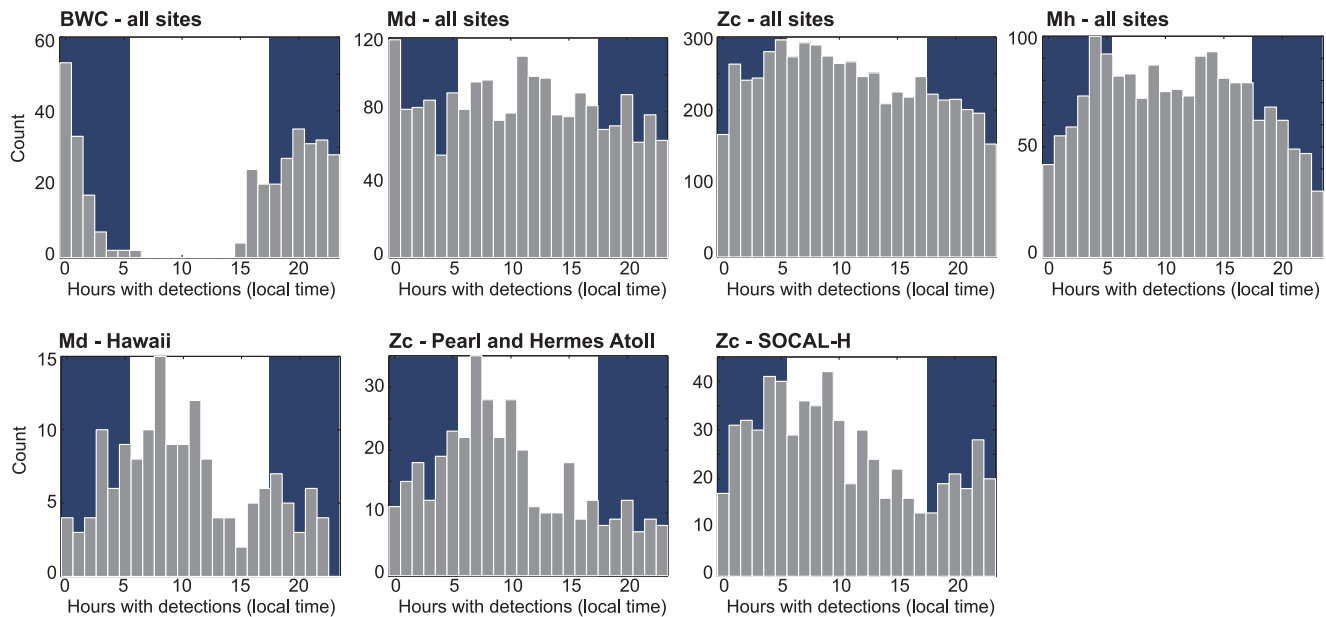 BWC - all sites
Md - all sites
Zc - all sites
Mh - all sites
60
40
20
0
Count
0 5 10 15 20
Hours with detections (local time)
120
80
40
0
0 5 10 15 20
Hours with detections (local time)
300
200
100
0
0 5 10 15 20
Hours with detections (local time)
100
50
0
0 5 10 15 20
Hours with detections (local time)
Md - Hawaii
Zc - Pearl and Hermes Atoll
Zc - SOCAL-H
15
10
5
0
Count
0 5 10 15 20
Hours with detections (local time)
30
20
10
0
0 5 10 15 20
Hours with detections (local time)
40
30
20
10
0
0 5 10 15 20
Hours with detections (local time)